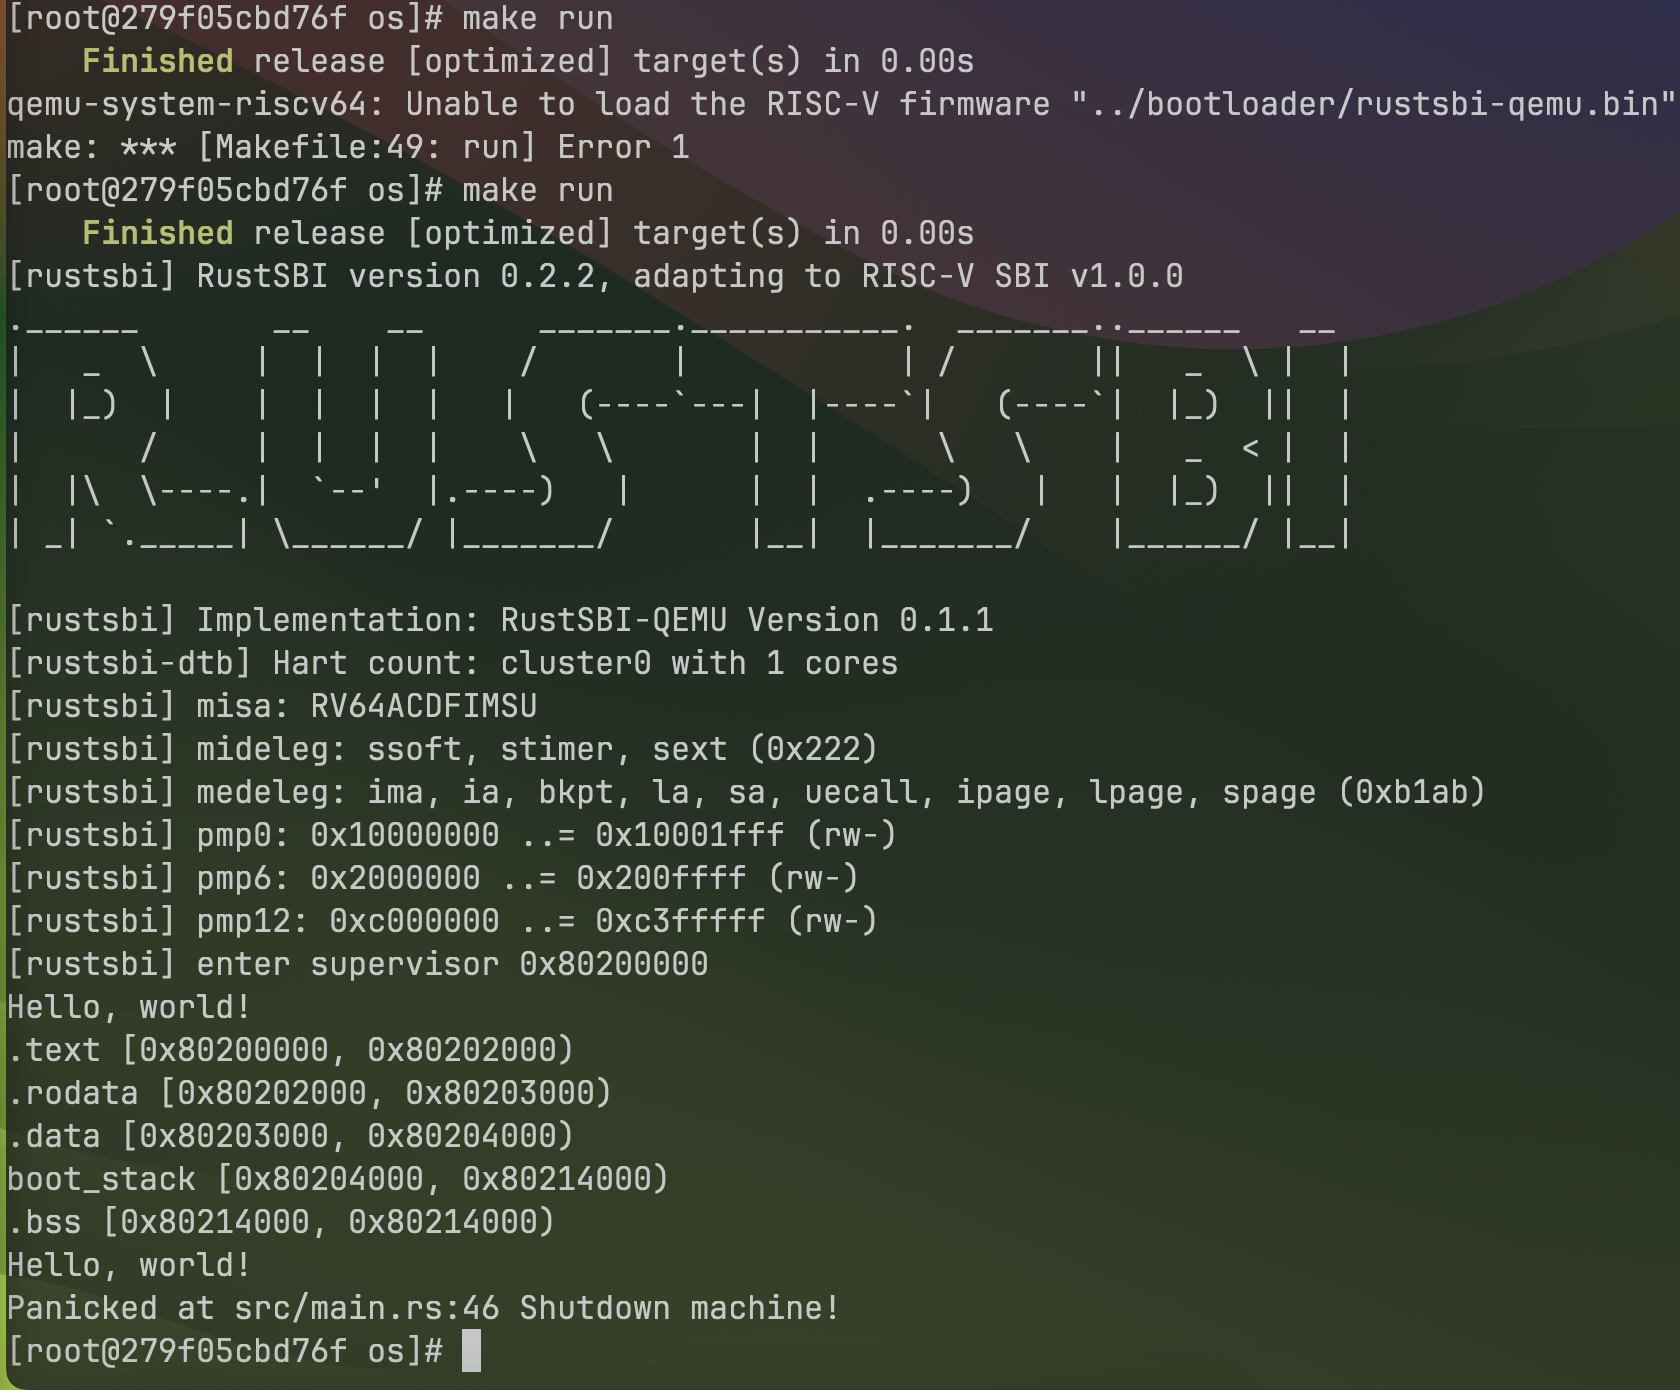 [root@279f05cbd76f os]# make run
    Finished release [optimized] target(s) in 0.00s
qemu-system-riscv64: Unable to load the RISC-V firmware "../bootloader/rustsbi-qemu.bin"
make: *** [Makefile:49: run] Error 1
[root@279f05cbd76f os]# make run
    Finished release [optimized] target(s) in 0.00s
[rustsbi] RustSBI version 0.2.2, adapting to RISC-V SBI v1.0.0
.______       __    __      _______.___________.  _______..______   __
|   _  \     |  |  |  |    /       |           | /       ||   _  \ |  |
|  |_)  |    |  |  |  |   |   (----`---|  |----`|   (----`|  |_)  ||  |
|      /     |  |  |  |    \   \       |  |      \   \    |   _  < |  |
|  |\  \----.|  `--'  |.----)   |      |  |  .----)   |   |  |_)  ||  |
| _| `._____| \______/ |_______/       |__|  |_______/    |______/ |__|
[rustsbi] Implementation: RustSBI-QEMU Version 0.1.1
[rustsbi-dtb] Hart count: cluster0 with 1 cores
[rustsbi] misa: RV64ACDFIMSU
[rustsbi] mideleg: ssoft, stimer, sext (0x222)
[rustsbi] medeleg: ima, ia, bkpt, la, sa, uecall, ipage, lpage, spage (0xb1ab)
[rustsbi] pmp0: 0x10000000 ..= 0x10001fff (rw-)
[rustsbi] pmp6: 0x2000000 ..= 0x200ffff (rw-)
[rustsbi] pmp12: 0xc000000 ..= 0xc3fffff (rw-)
[rustsbi] enter supervisor 0x80200000
Hello, world!
.text [0x80200000, 0x80202000)
.rodata [0x80202000, 0x80203000)
.data [0x80203000, 0x80204000)
boot_stack [0x80204000, 0x80214000)
.bss [0x80214000, 0x80214000)
Hello, world!
Panicked at src/main.rs:46 Shutdown machine!
[root@279f05cbd76f os]#